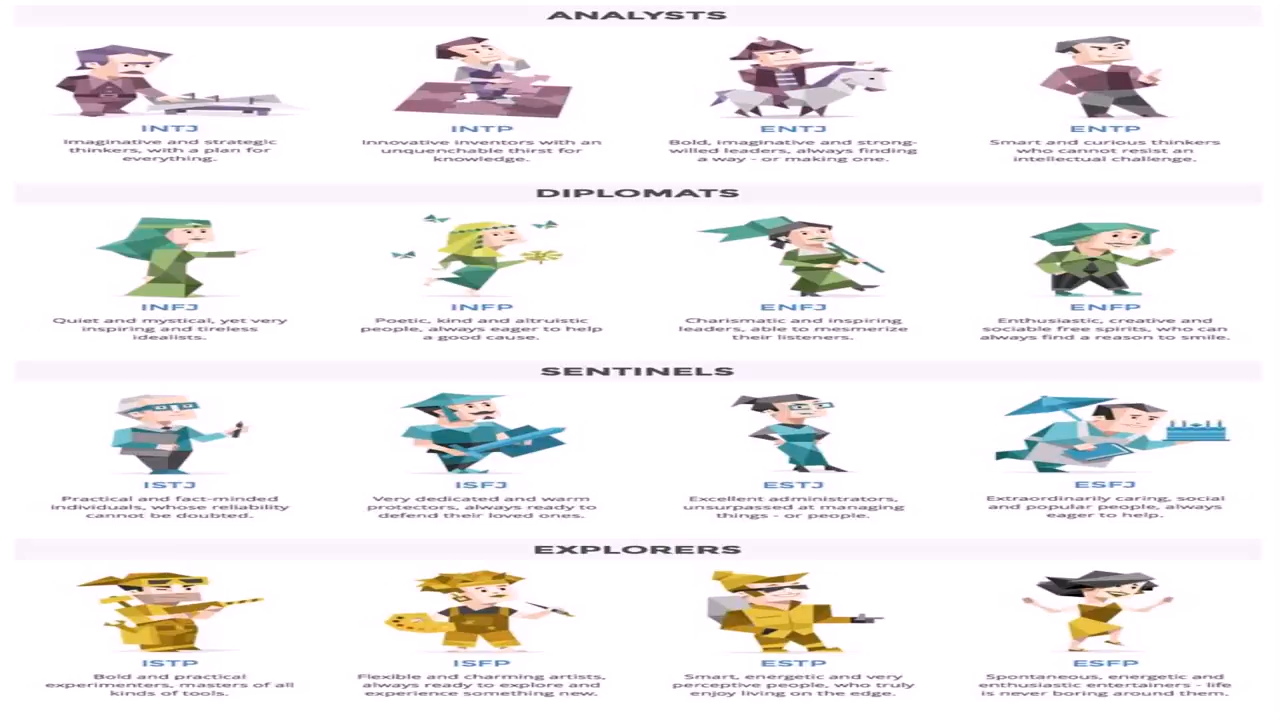 ANALYSTS
INTJ
Imaginative and strategic
thinkers, with a plan for
everything.
INTP
Innovative inventors with an
unquenchable thirst for
knowledge.
ENTJ
Bold, imaginative and strong-
willed leaders, always finding
a way - or making one.
ENTP
Smart and curious thinkers
who cannot resist an
intellectual challenge.
DIPLOMATS
INFJ
Quiet and mystical, yet very
inspiring and tireless
idealists.
INFP
Poetic, kind and altruistic
people, always eager to help
a good cause.
ENFJ
Charismatic and inspiring
leaders, able to mesmerize
their listeners.
ENFP
Enthusiastic, creative and
sociable free spirits, who can
always find a reason to smile.
SENTINELS
ISTJ
Practical and fact-minded
individuals, whose reliability
cannot be doubted.
ISFJ
Very dedicated and warm
protectors, always ready to
defend their loved ones.
ESTJ
Excellent administrators,
unsurpassed at managing
things - or people.
ESFJ
Extraordinarily caring, social
and popular people, always
eager to help.
EXPLORERS
ISTP
Bold and practical
experimenters, masters of all
kinds of tools.
ISFP
Flexible and charming artists,
always ready to explore and
experience something new.
ESTP
Smart, energetic and very
perceptive people, who truly
enjoy living on the edge.
ESFP
Spontaneous, energetic and
enthusiastic entertainers - life
is never boring around them.